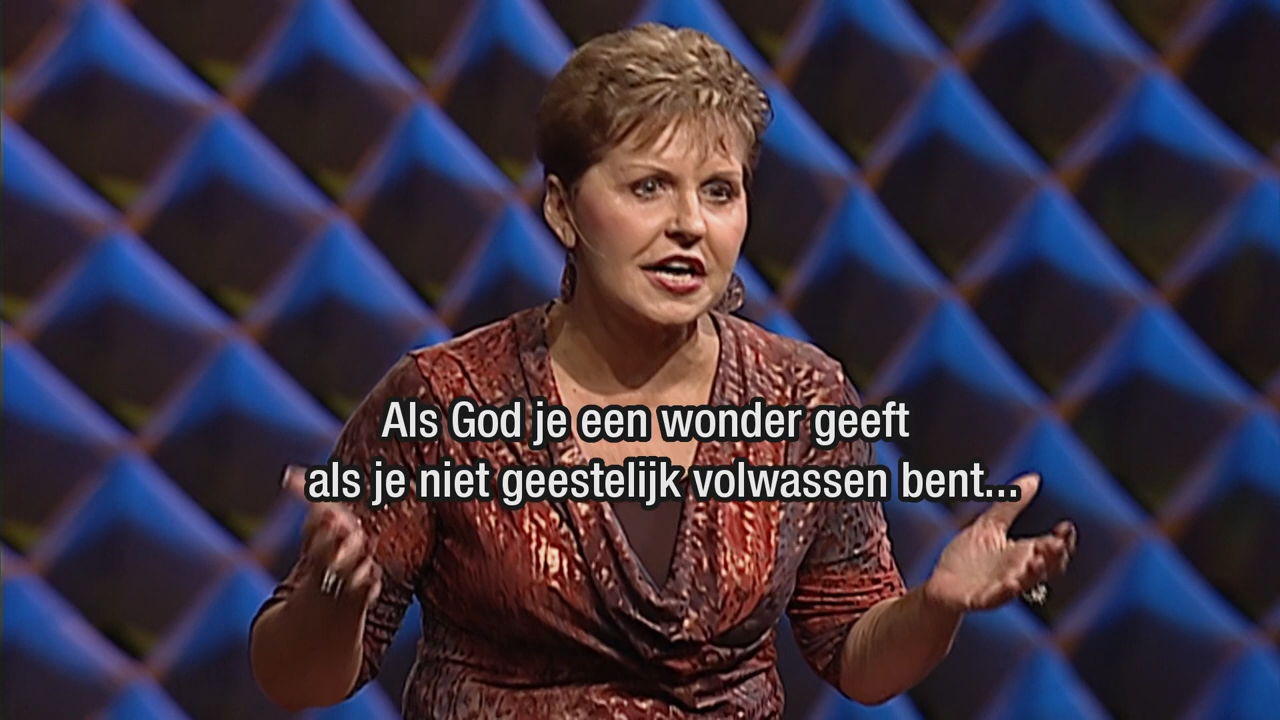 Als God je een wonder geeft
als je niet geestelijk volwassen bent...